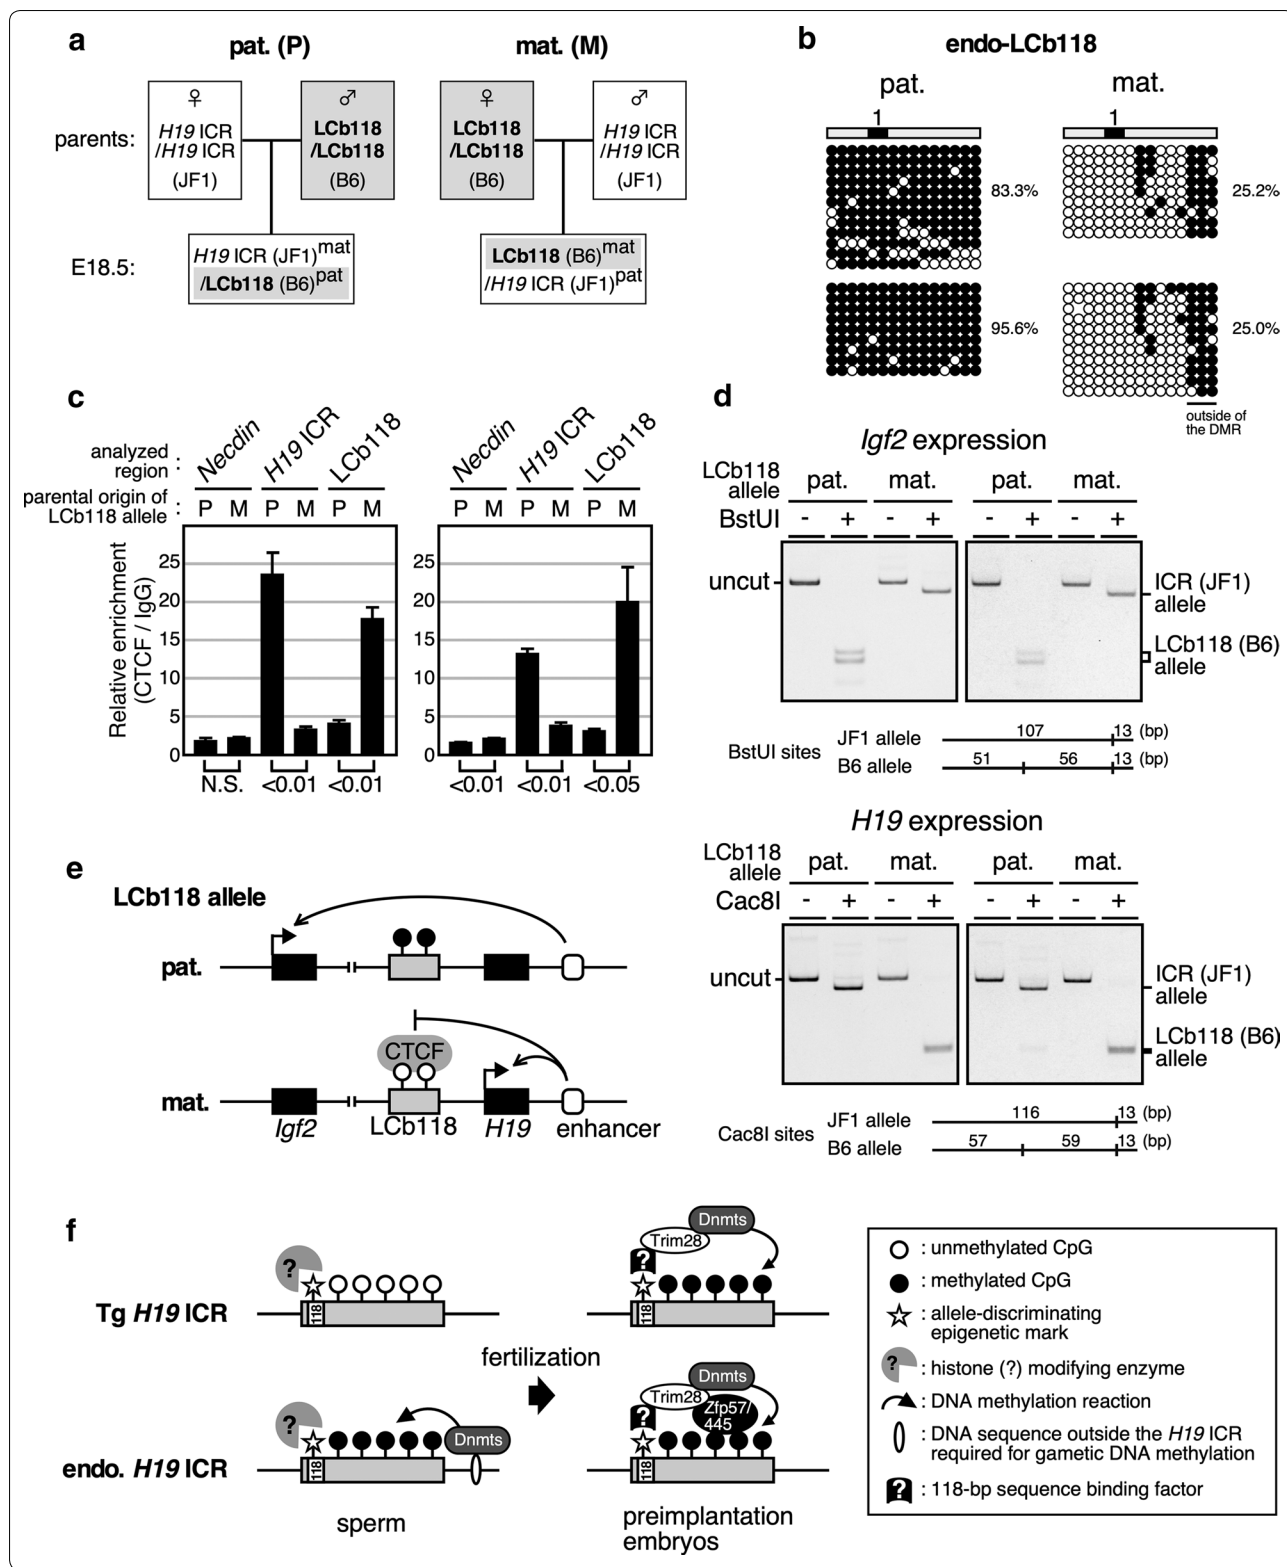 a
pat. (P)
mat. (M)
parents:
♀
H19 ICR
/H19 ICR
(JF1)
♂
LCb118
/LCb118
(B6)
♀
LCb118
/LCb118
(B6)
♂
H19 ICR
/H19 ICR
(JF1)
E18.5:
H19 ICR (JF1)mat
/LCb118 (B6)pat
LCb118 (B6)mat
/H19 ICR (JF1)pat
b
endo-LCb118
pat.
mat.
1
1
83.3%
25.2%
95.6%
25.0%
outside of
the DMR
c
analyzed
region :
Necdin
H19 ICR
LCb118
Necdin
H19 ICR
LCb118
parental origin of
LCb118 allele :
P M P M P M
P M P M P M
Relative enrichment
(CTCF / IgG)
25
20
15
10
5
0
25
20
15
10
5
0
N.S. <0.01 <0.01
<0.01 <0.01 <0.05
d
Igf2 expression
LCb118
allele
pat. mat. pat. mat.
BstUI - + - + - + - +
uncut
ICR (JF1)
allele
LCb118 (B6)
allele
BstUI sites
JF1 allele 107 13 (bp)
B6 allele 51 56 13 (bp)
H19 expression
LCb118
allele
pat. mat. pat. mat.
Cac8I - + - + - + - +
uncut
ICR (JF1)
allele
LCb118 (B6)
allele
Cac8I sites
JF1 allele 116 13 (bp)
B6 allele 57 59 13 (bp)
e
LCb118 allele
pat.
mat.
CTCF
Igf2 LCb118 H19 enhancer
f
Tg H19 ICR
?
118
Dnmts
Trim28
?
118
fertilization
endo. H19 ICR
?
118
Dnmts
Dnmts
Trim28
Zfp57/
445
?
118
sperm
preimplantation
embryos
: unmethylated CpG
: methylated CpG
: allele-discriminating
epigenetic mark
? : histone (?) modifying enzyme
: DNA methylation reaction
: DNA sequence outside the H19 ICR
required for gametic DNA methylation
? : 118-bp sequence binding factor